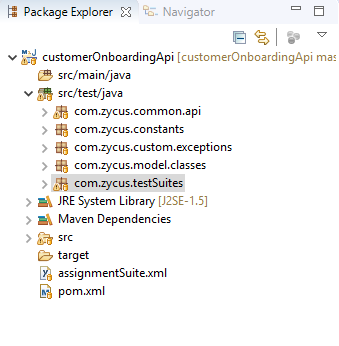 Package Explorer Navigator
customerOnboardingApi [customerOnboardingApi mas
src/main/java
src/test/java
com.zycus.common.api
com.zycus.constants
com.zycus.custom.exceptions
com.zycus.model.classes
com.zycus.testSuites
JRE System Library [J2SE-1.5]
Maven Dependencies
src
target
assignmentSuite.xml
pom.xml